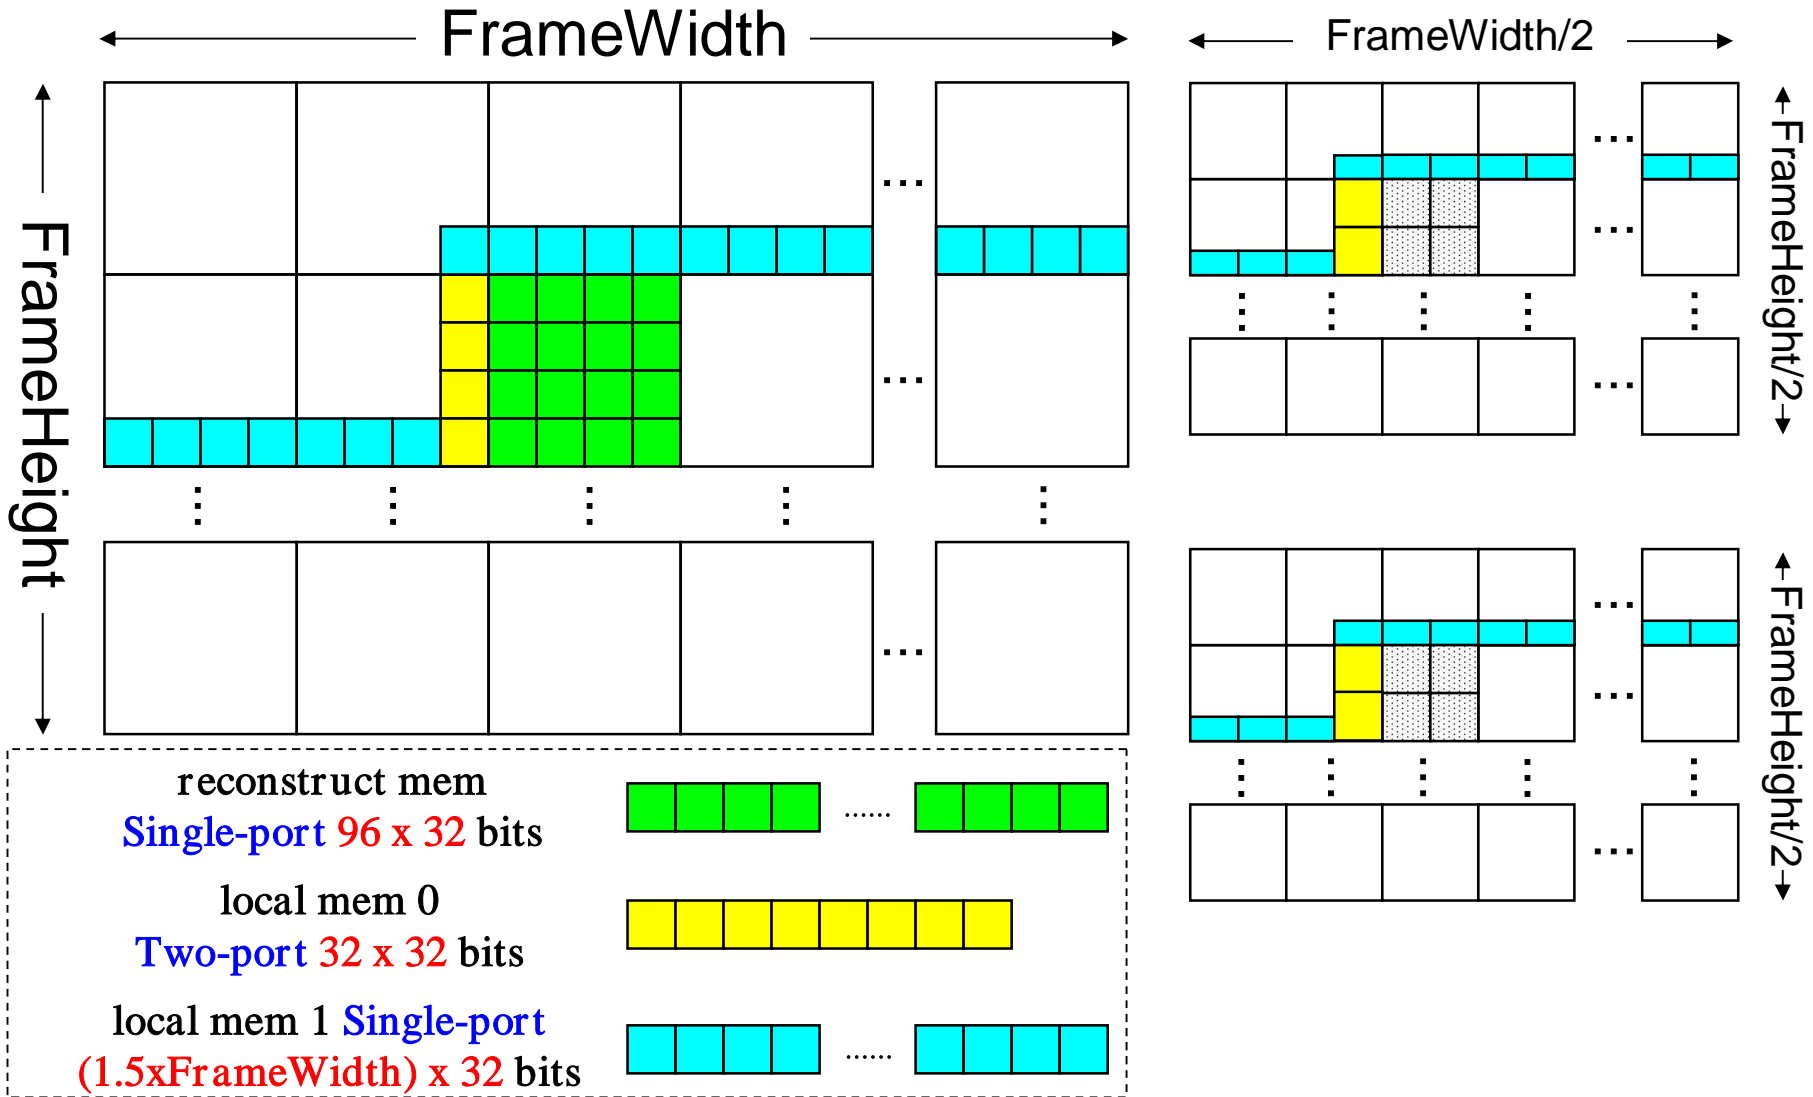 FrameWidth
FrameWidth/2
FrameHeight
FrameHeight/2
FrameHeight/2
reconstruct mem
Single-port 96 x 32 bits
local mem 0
Two-port 32 x 32 bits
local mem 1 Single-port
(1.5xFrameWidth) x 32 bits